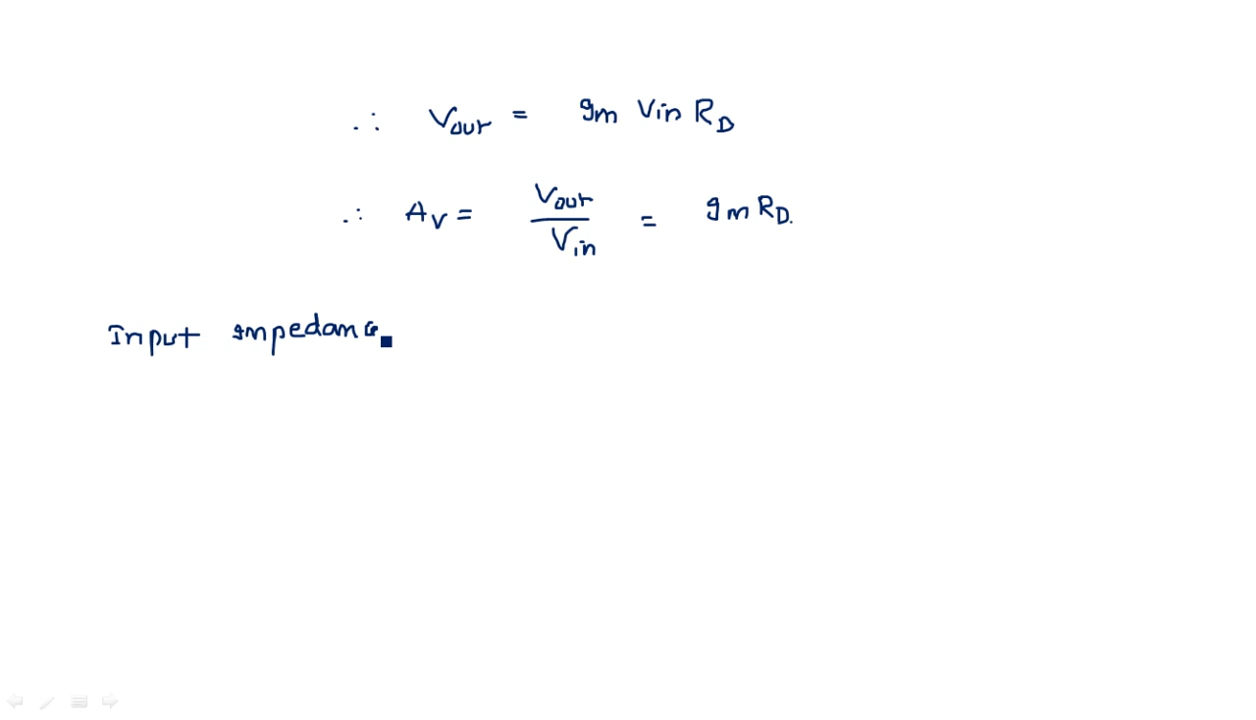 ∴ Vout = gm Vin RD
∴ Av = Vout / Vin = gm RD.
Input Impedance